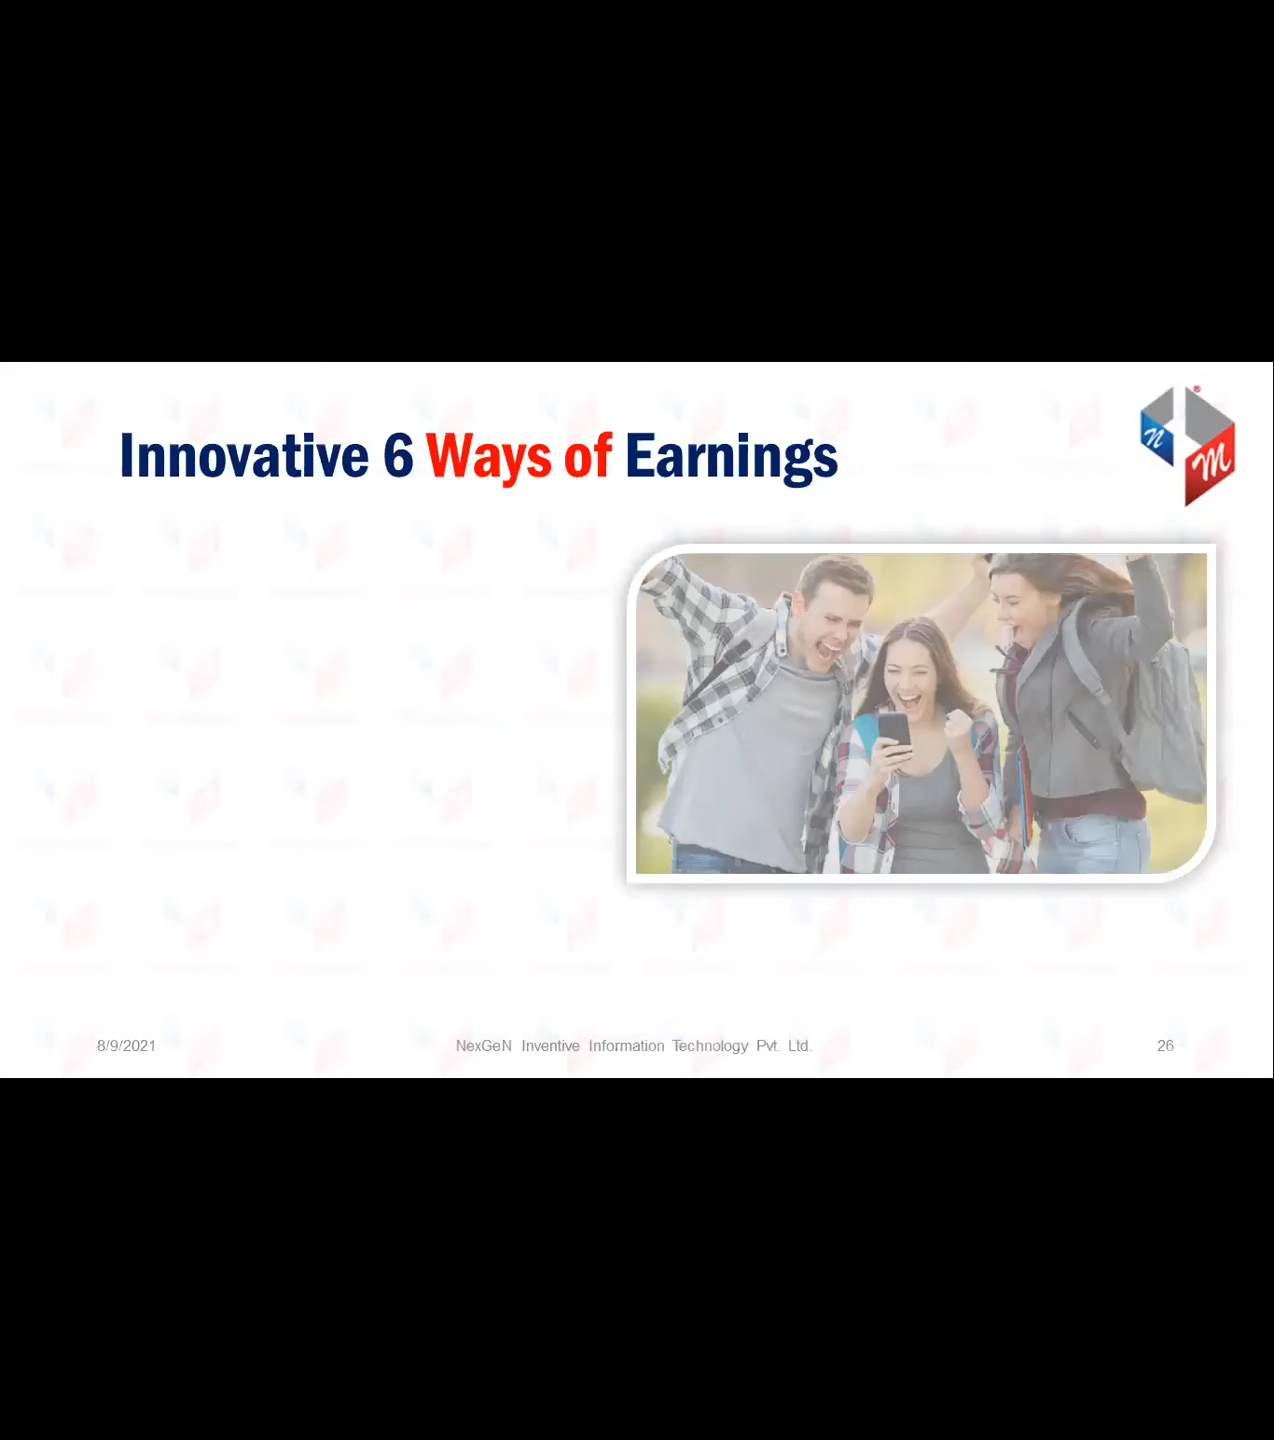 Innovative 6 Ways of Earnings
®
n
m
8/9/2021
NexGeN Inventive Information Technology Pvt. Ltd.
26